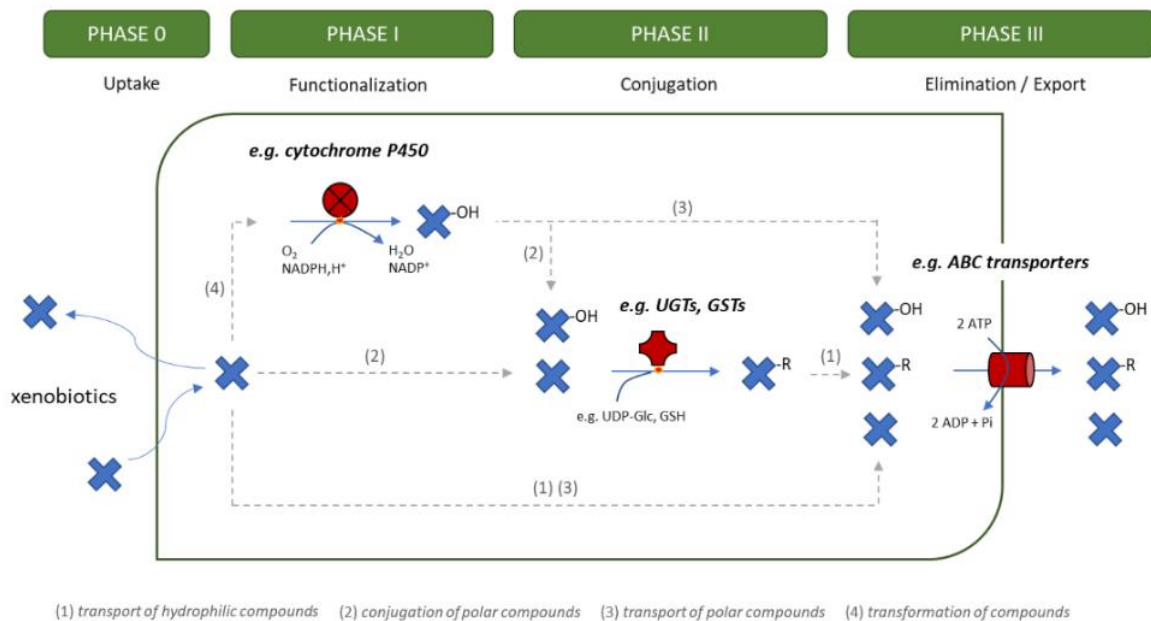 PHASE 0
PHASE I
PHASE II
PHASE III
Uptake
Functionalization
Conjugation
Elimination / Export
e.g. cytochrome P450
-OH
(3)
O₂
NADPH,H⁺
H₂O
NADP⁺
(2)
e.g. ABC transporters
(4)
-OH
e.g. UGTs, GSTs
-OH
2 ATP
-OH
(2)
-R
(1)
-R
-R
xenobiotics
e.g. UDP-Glc, GSH
2 ADP + Pi
(1) (3)
(1) transport of hydrophilic compounds
(2) conjugation of polar compounds
(3) transport of polar compounds
(4) transformation of compounds